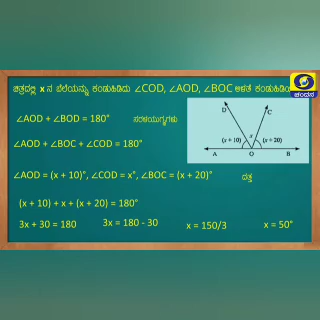 ಚಿತ್ರದಲ್ಲಿ x ನ ಬೆಲೆಯನ್ನು ಕಂಡುಹಿಡಿದು ∠COD, ∠AOD, ∠BOC ಅಳತೆ ಕಂಡುಹಿಡಿಯಿ
ಚಂದನ
∠AOD + ∠BOD = 180° ಸರಳಯುಗ್ಮಗಳು
∠AOD + ∠BOC + ∠COD = 180°
D C
(x + 10) x (x + 20)
A O B
∠AOD = (x + 10)°, ∠COD = x°, ∠BOC = (x + 20)° ದತ್ತ
(x + 10) + x + (x + 20) = 180°
3x + 30 = 180 3x = 180 - 30 x = 150/3 x = 50°